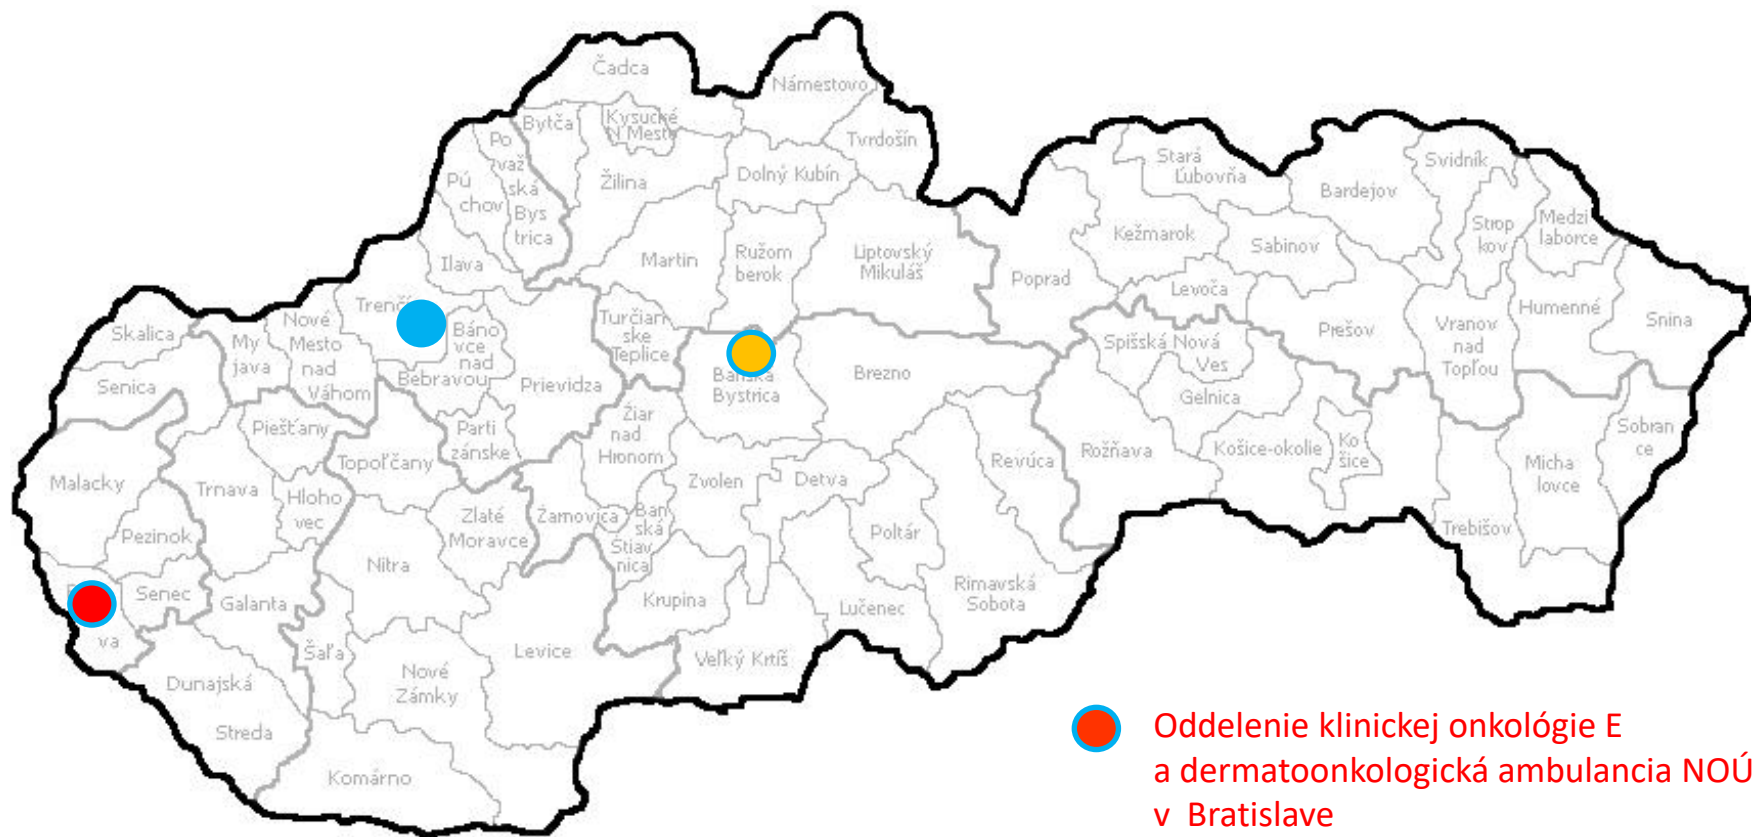 Čadca
Námestovo
Bytča
Kysucké
N Mesto
Tvrdošín
Po
važ
ská
Bys
trica
Pú
chov
Žilina
Dolný Kubín
Stará
Ľubovňa
Svidník
Bardejov
Strop
kov
Medzi
laborce
Kežmarok
Sabinov
Ilava
Martin
Ružom
berok
Liptovský
Mikuláš
Poprad
Levoča
Humenné
Snina
Skalica
My
java
Nové
Mesto nad
Váhom
Báno
vce nad
Bebravou
Turčian
ske
Teplice
Prešov
Vranov
nad
Topľou
Senica
Prievidza
Banská
Bystrica
Brezno
Spišská Nová
Ves
Gelnica
Piešťany
Parti
zánske
Žiar
nad
Hronom
Topoľčany
Malacky
Trnava
Hloho
vec
Zvolen
Detva
Revúca
Rožňava
Košice-okolie
Ko
šice
Micha
lovce
Sobran
ce
Pezinok
Zlaté
Moravce
Žarnovica
Ban
ská
Štiav
nica
Poltár
Trebišov
Nitra
Senec
Galanta
Krupina
Lučenec
Rimavská
Sobota
va
Šaľa
Levice
Veľký Krtíš
Dunajská
Streda
Nové
Zámky
Komárno
Oddelenie klinickej onkológie E
a dermatoonkologická ambulancia NOÚ
v Bratislave